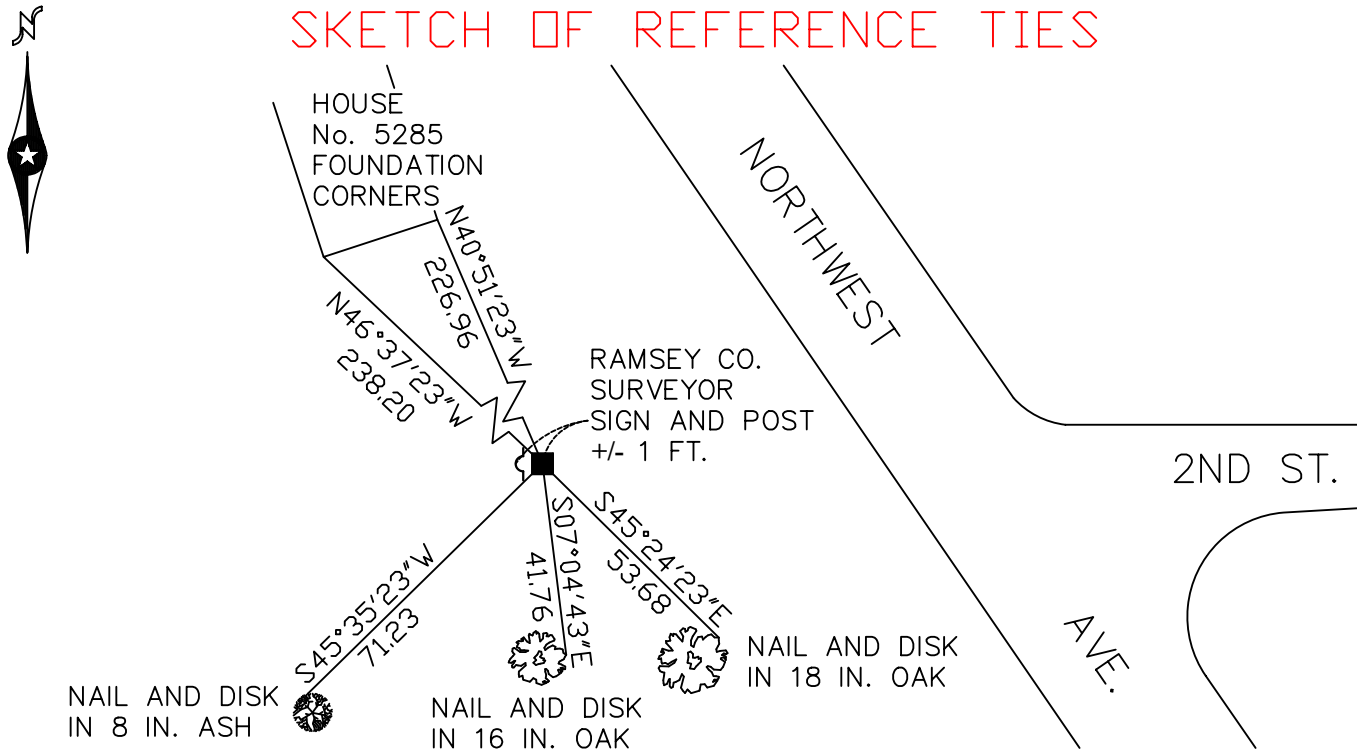 N
SKETCH OF REFERENCE TIES
HOUSE
No. 5285
FOUNDATION
CORNERS
NORTHWEST
N40°51'23"W
226.96
N46°37'23"W
238.20
RAMSEY CO.
SURVEYOR
SIGN AND POST
+/- 1 FT.
2ND ST.
S45°35'23"W
71.23
S07°04'43"E
41.76
S45°24'23"E
53.68
AVE.
NAIL AND DISK
IN 18 IN. OAK
NAIL AND DISK
IN 8 IN. ASH
NAIL AND DISK
IN 16 IN. OAK